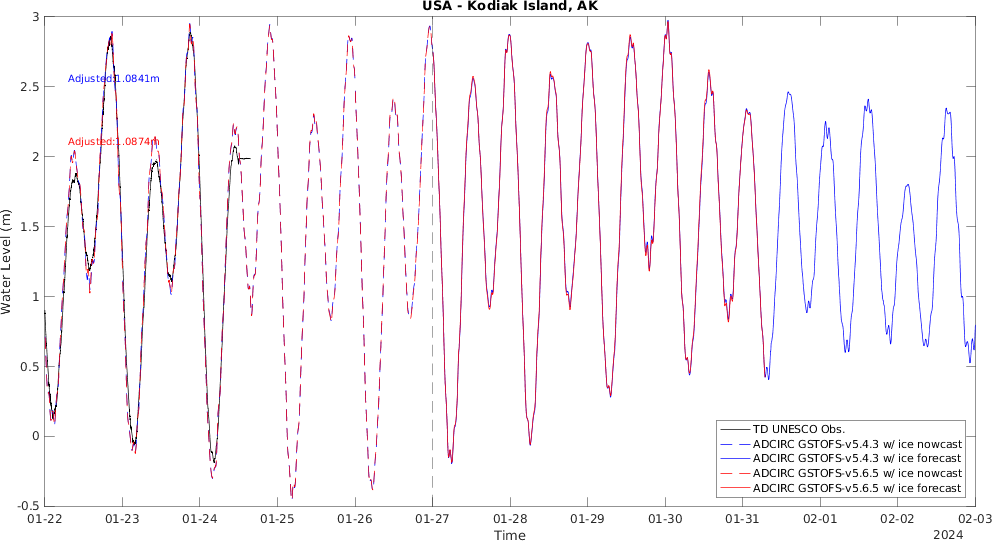 USA - Kodiak Island, AK
3
2.5
2
1.5
1
0.5
0
-0.5
Water Level (m)
Adjusted:1.0841m
Adjusted:1.0874m
TD UNESCO Obs.
ADCIRC GSTOFS-v5.4.3 w/ ice nowcast
ADCIRC GSTOFS-v5.4.3 w/ ice forecast
ADCIRC GSTOFS-v5.6.5 w/ ice nowcast
ADCIRC GSTOFS-v5.6.5 w/ ice forecast
01-22 01-23 01-24 01-25 01-26 01-27 01-28 01-29 01-30 01-31 02-01 02-02 02-03
Time
2024